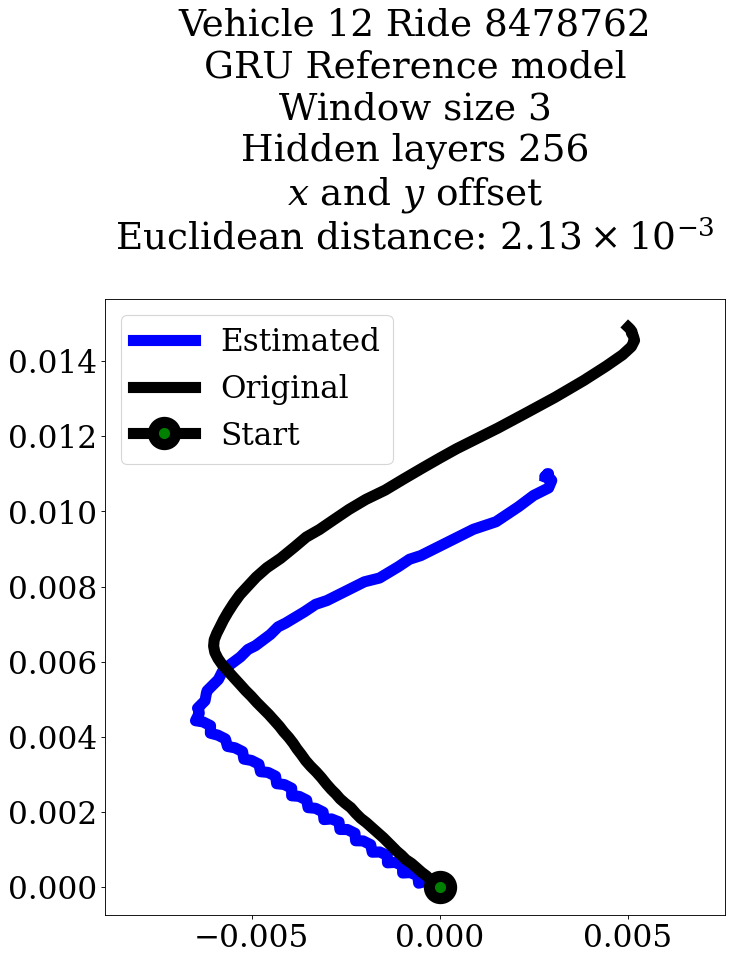 Vehicle 12 Ride 8478762
GRU Reference model
Window size 3
Hidden layers 256
x and y offset
Euclidean distance: 2.13 × 10⁻³
Estimated
Original
Start
0.014
0.012
0.010
0.008
0.006
0.004
0.002
0.000
−0.005 0.000 0.005